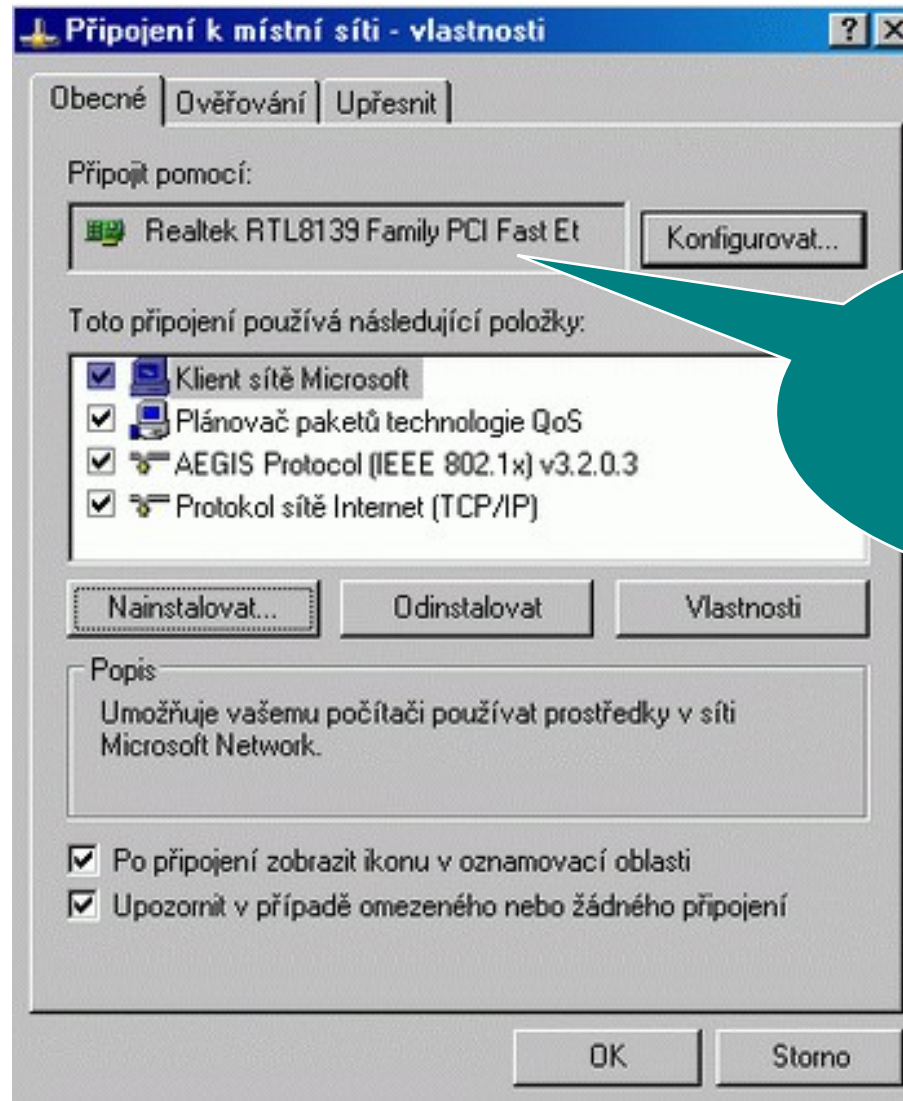 Připojení k místní síti - vlastnosti
Obecné Ověřování Upřesnit
Připojit pomocí:
Realtek RTL8139 Family PCI Fast Et Konfigurovat...
Toto připojení používá následující položky:
Klient sítě Microsoft
Plánovač paketů technologie QoS
AEGIS Protocol (IEEE 802.1x) v3.2.0.3
Protokol sítě Internet (TCP/IP)
Nainstalovat... Odinstalovat Vlastnosti
Popis
Umožňuje vašemu počítači používat prostředky v síti
Microsoft Network.
Po připojení zobrazit ikonu v oznamovací oblasti
Upozornit v případě omezeného nebo žádného připojení
OK Storno